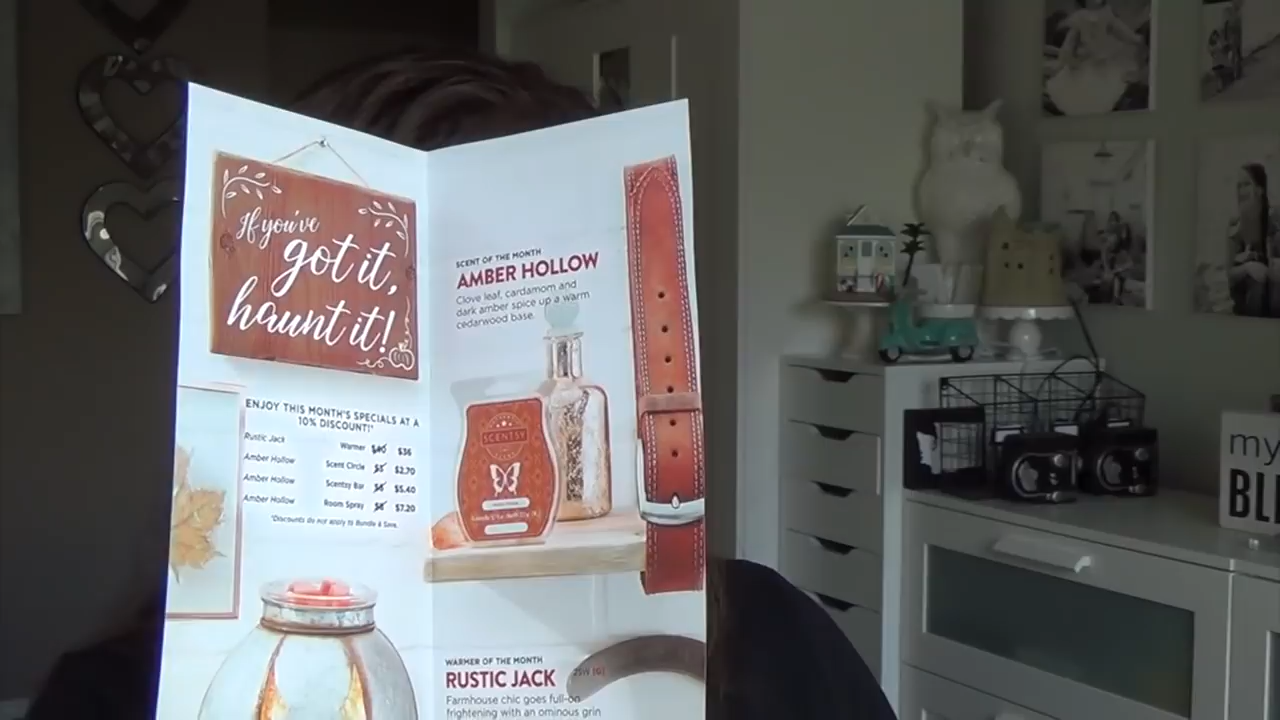 If you've
got it,
haunt it!
ENJOY THIS MONTH'S SPECIALS AT A
10% DISCOUNT!*
Rustic Jack Warmer $40 $36
Amber Hollow Scent Circle $3 $2.70
Amber Hollow Scentsy Bar $6 $5.40
Amber Hollow Room Spray $8 $7.20
*Discounts do not apply to Bundle & Save.
SCENT OF THE MONTH
AMBER HOLLOW
Clove leaf, cardamom and
dark amber spice up a warm
cedarwood base.
SCENTSY
WARMER OF THE MONTH
RUSTIC JACK 25W
Farmhouse chic goes full-on
frightening with an ominous grin
my
BLE